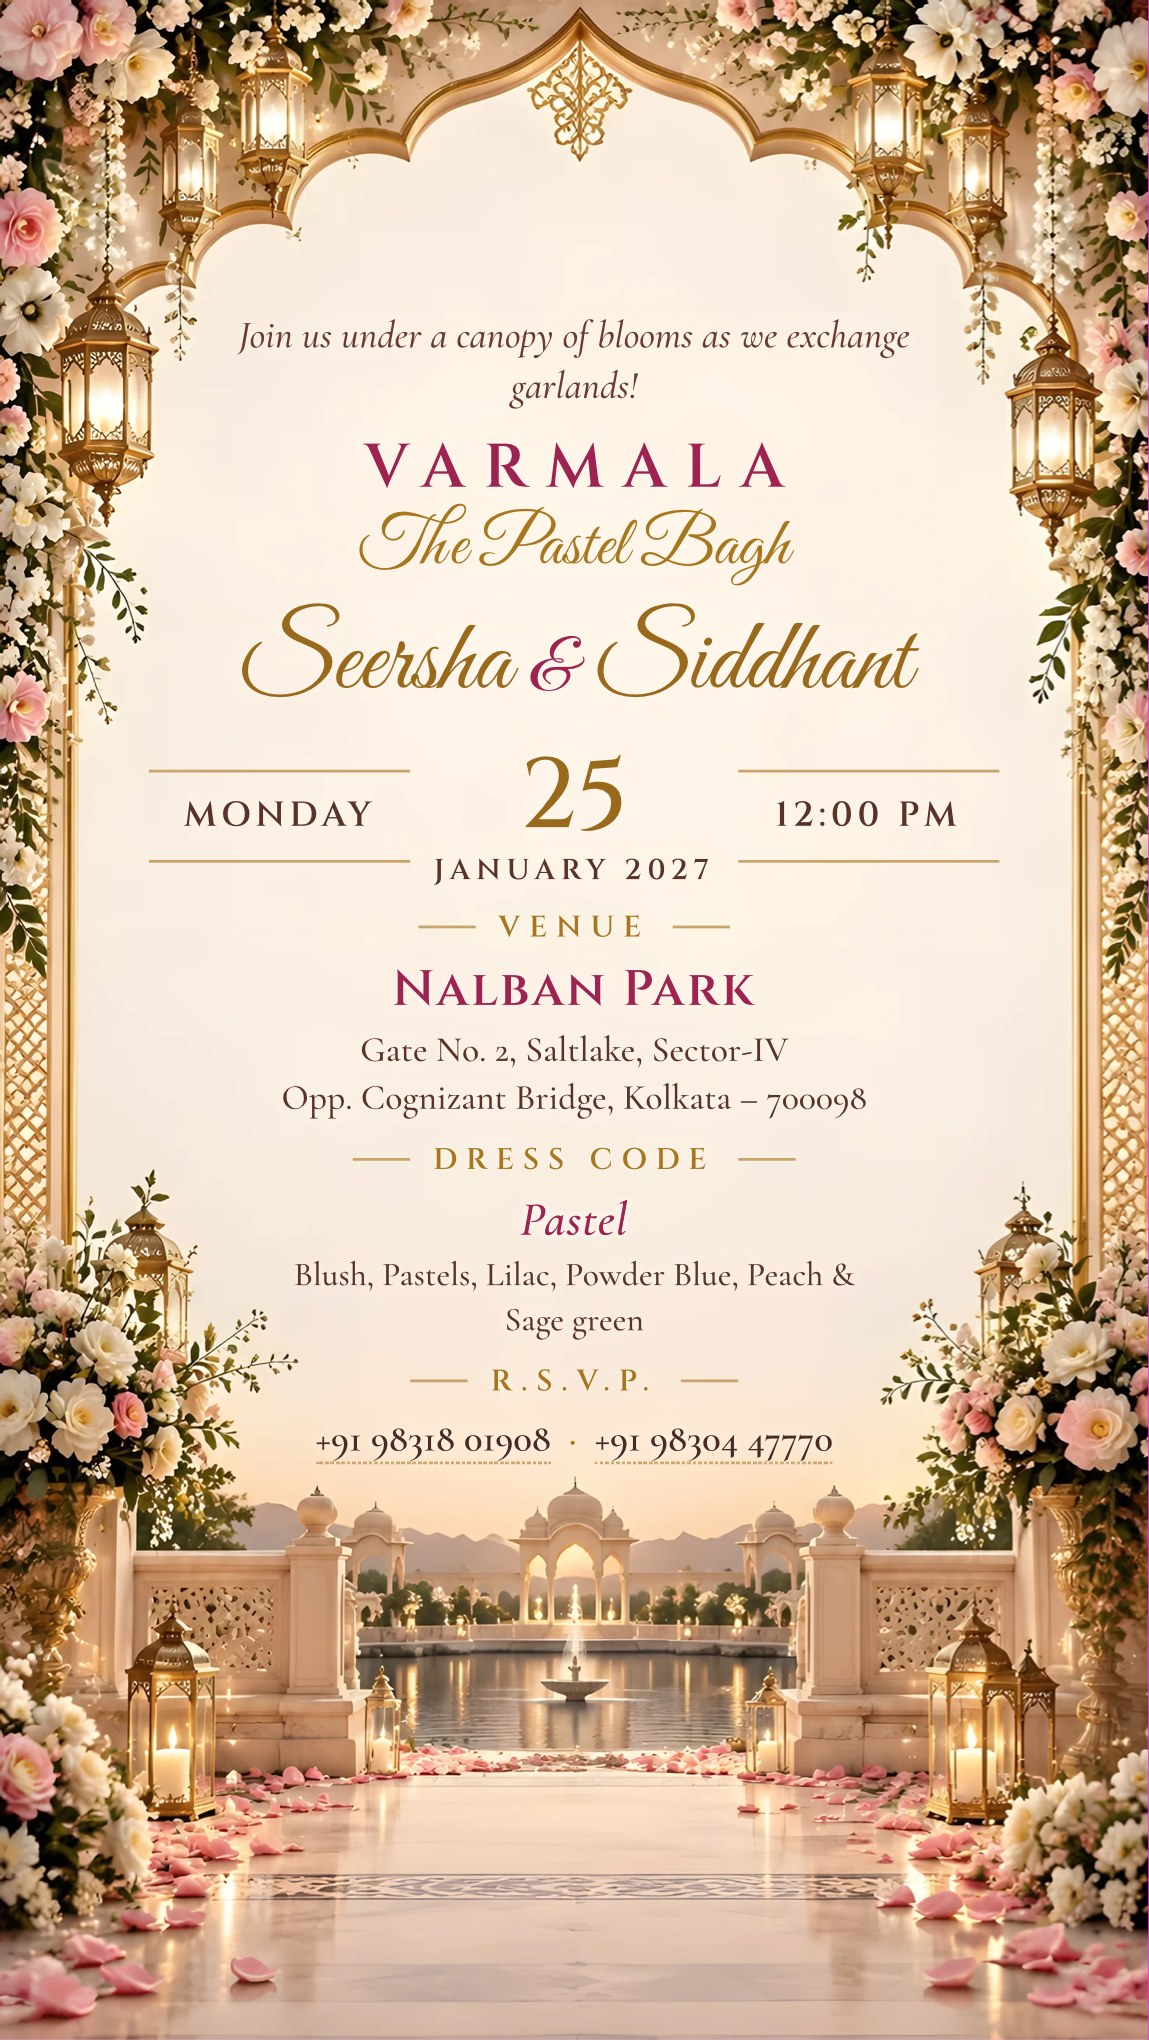 Join us under a canopy of blooms as we exchange
garlands!
VARMALA
The Pastel Bagh
Seersha & Siddhant
MONDAY
25
12:00 PM
JANUARY 2027
VENUE
NALBAN PARK
Gate No. 2, Saltlake, Sector-IV
Opp. Cognizant Bridge, Kolkata – 700098
DRESS CODE
Pastel
Blush, Pastels, Lilac, Powder Blue, Peach &
Sage green
R.S.V.P.
+91 98318 01908 · +91 98304 47770